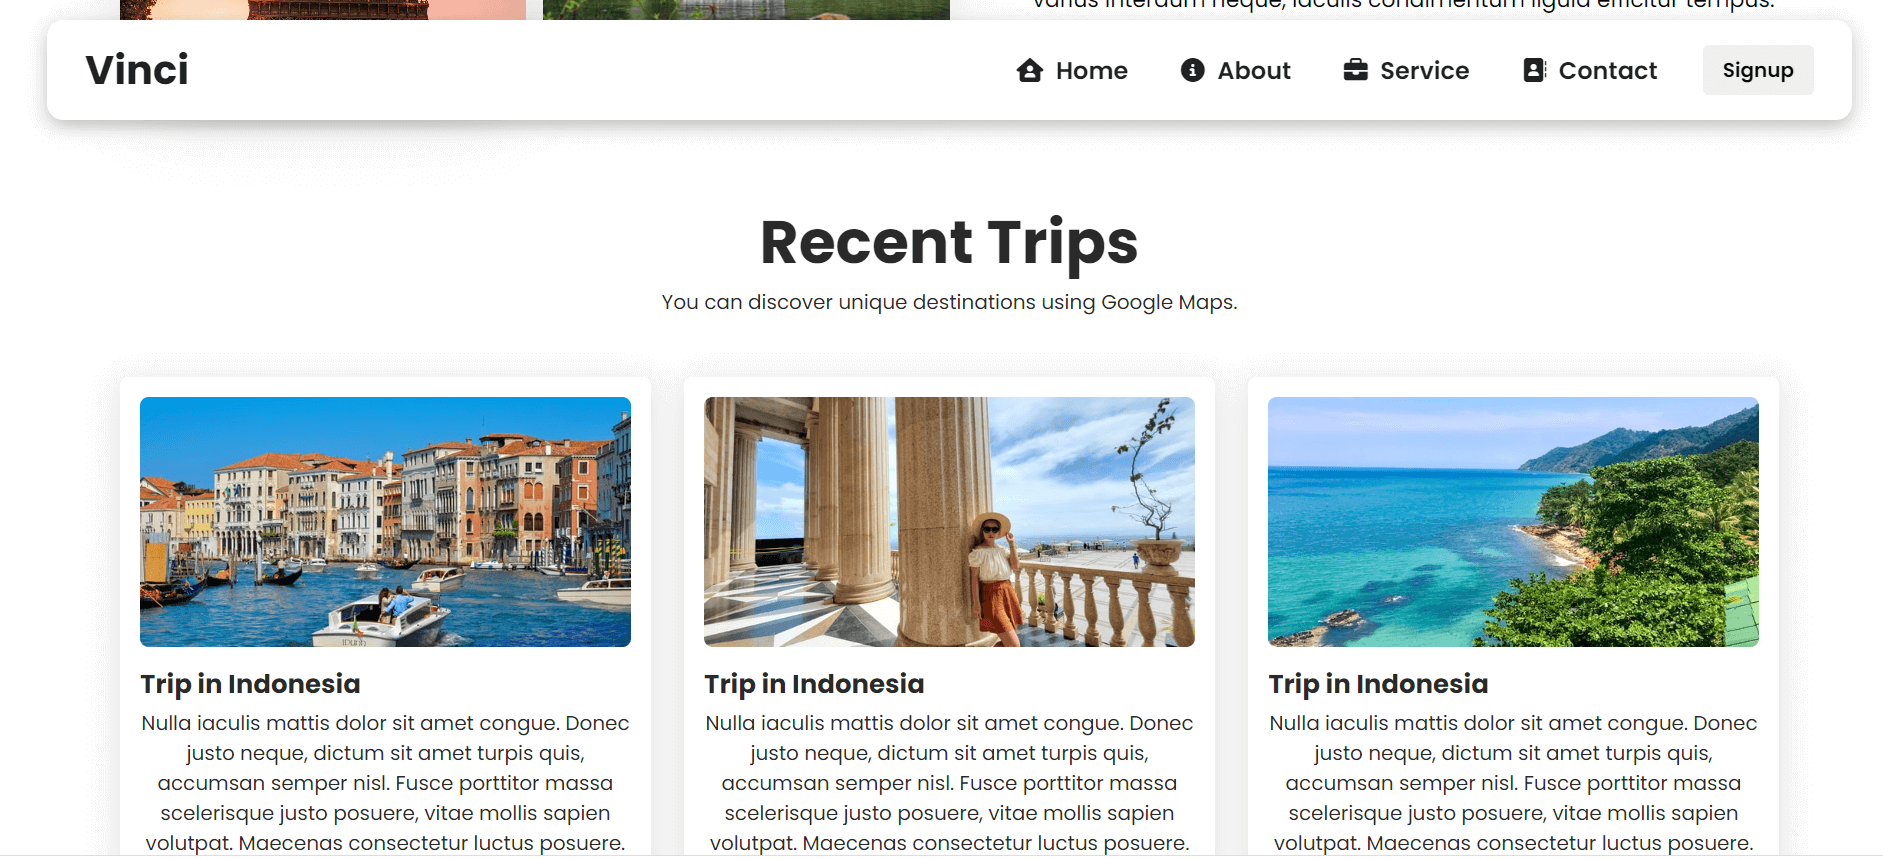 varius interdum neque, iaculis condimentum ligula efficitur tempus.
Vinci
Home
About
Service
Contact
Signup
Recent Trips
You can discover unique destinations using Google Maps.
Trip in Indonesia
Nulla iaculis mattis dolor sit amet congue. Donec
justo neque, dictum sit amet turpis quis,
accumsan semper nisl. Fusce porttitor massa
scelerisque justo posuere, vitae mollis sapien
volutpat. Maecenas consectetur luctus posuere.
Trip in Indonesia
Nulla iaculis mattis dolor sit amet congue. Donec
justo neque, dictum sit amet turpis quis,
accumsan semper nisl. Fusce porttitor massa
scelerisque justo posuere, vitae mollis sapien
volutpat. Maecenas consectetur luctus posuere.
Trip in Indonesia
Nulla iaculis mattis dolor sit amet congue. Donec
justo neque, dictum sit amet turpis quis,
accumsan semper nisl. Fusce porttitor massa
scelerisque justo posuere, vitae mollis sapien
volutpat. Maecenas consectetur luctus posuere.